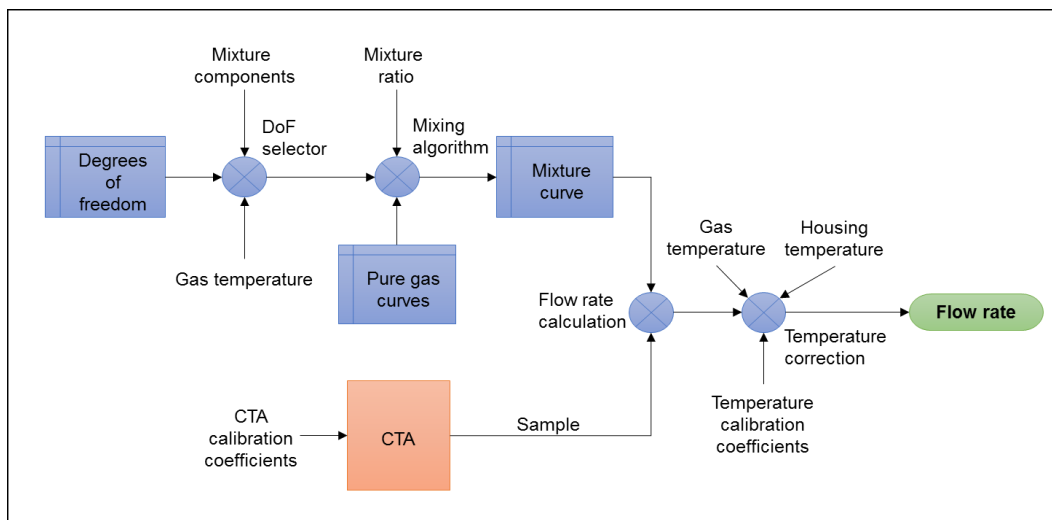 Mixture
components
Mixture
ratio
DoF
selector
Mixing
algorithm
Degrees
of
freedom
Mixture
curve
Gas temperature
Pure gas
curves
Gas
temperature
Housing
temperature
Flow rate
calculation
Flow rate
Temperature
correction
CTA
calibration
coefficients
CTA
Sample
Temperature
calibration
coefficients